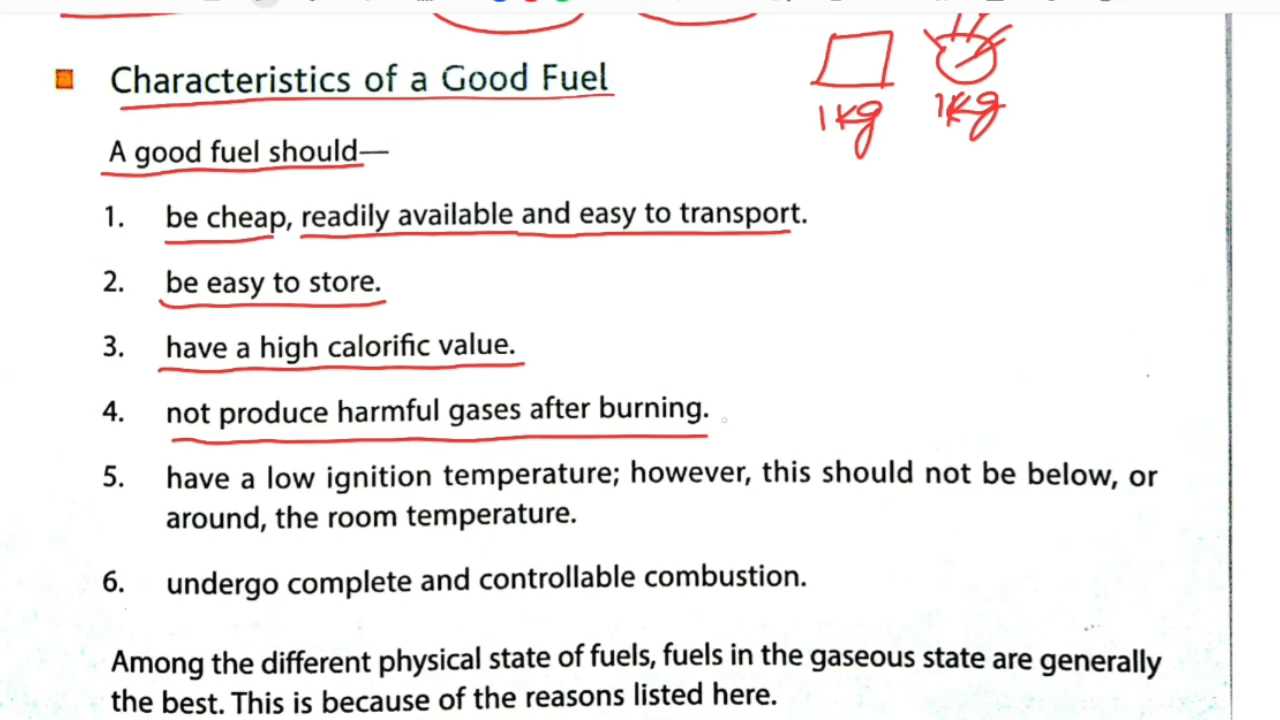 1kg 1kg
Characteristics of a Good Fuel
A good fuel should—
1. be cheap, readily available and easy to transport.
2. be easy to store.
3. have a high calorific value.
4. not produce harmful gases after burning.
5. have a low ignition temperature; however, this should not be below, or
around, the room temperature.
6. undergo complete and controllable combustion.
Among the different physical state of fuels, fuels in the gaseous state are generally
the best. This is because of the reasons listed here.